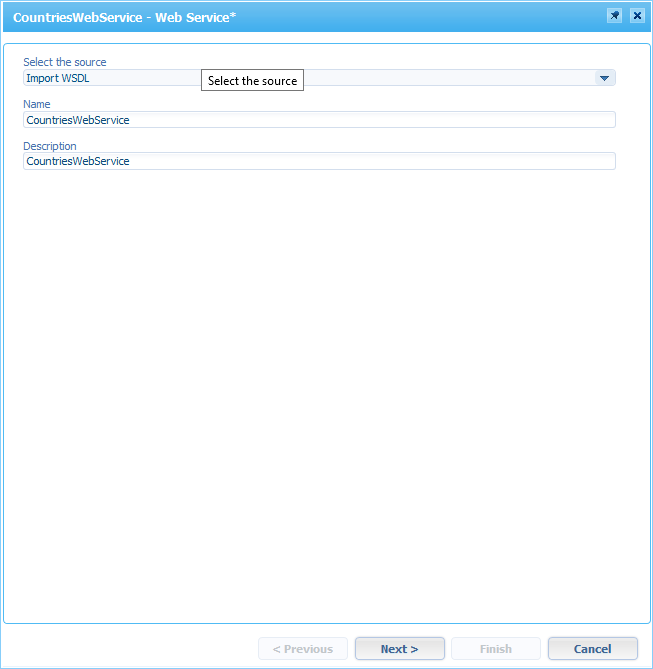 CountriesWebService - Web Service*
Select the source
Import WSDL
Select the source
Name
CountriesWebService
Description
CountriesWebService
< Previous
Next >
Finish
Cancel